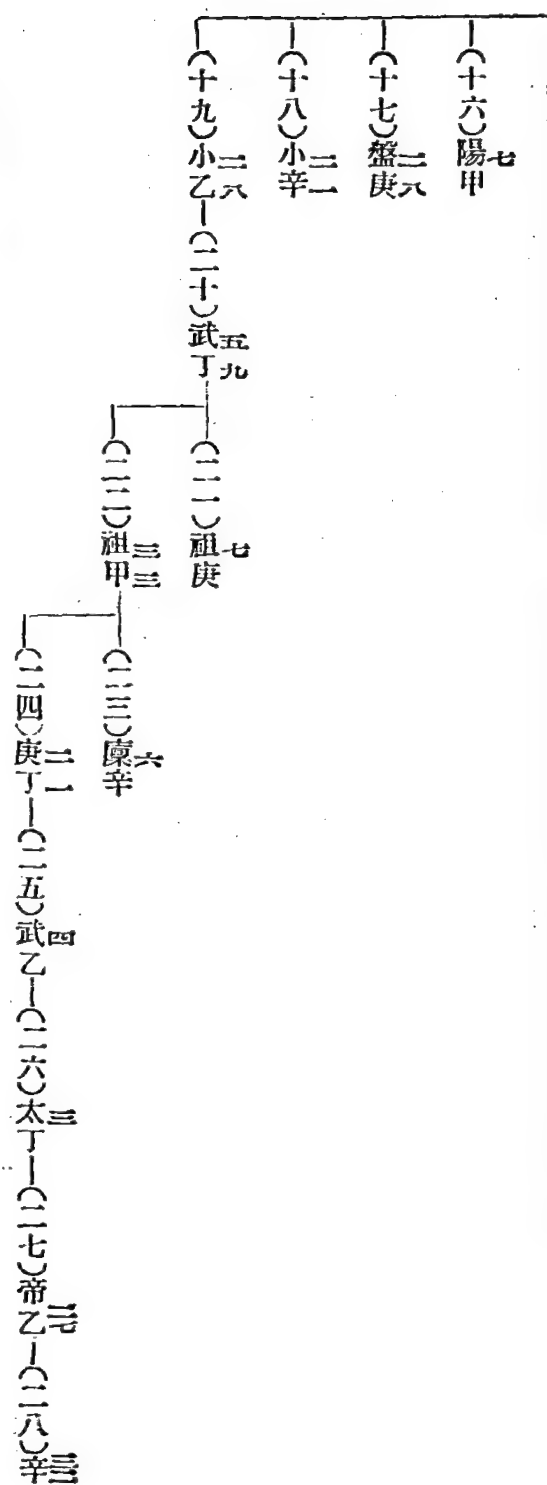 (十六)陽甲
七
(十七)盤庚
二八
(十八)小辛
二一
(十九)小乙—(二十)武丁
二八
五九
(二一)祖庚
七
(二二)祖甲
三三
(二三)廩辛
六
(二四)庚丁—(二五)武乙—(二六)太丁—(二七)帝乙—(二八)辛
二一
四
三
三七